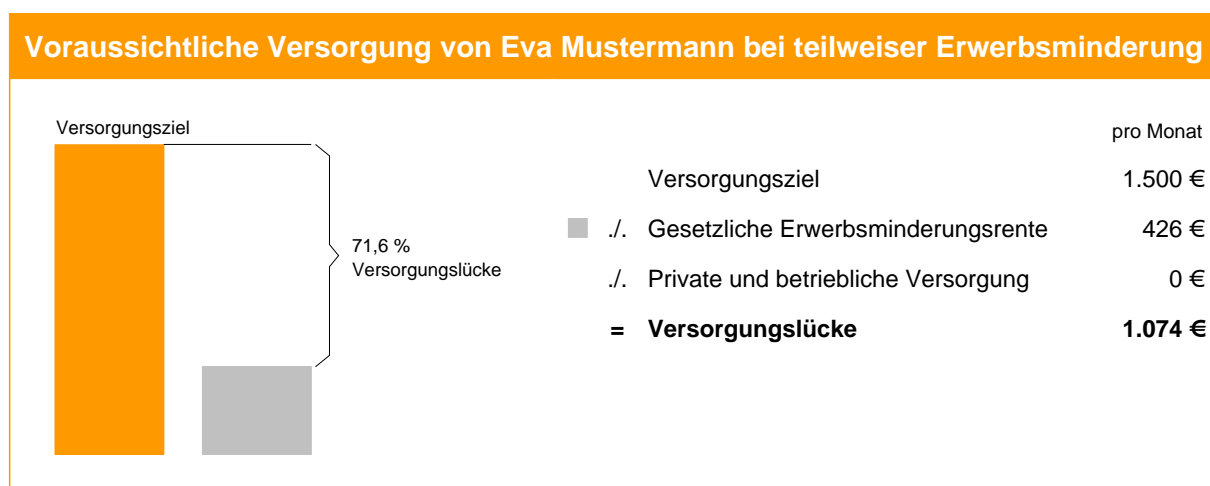 Voraussichtliche Versorgung von Eva Mustermann bei teilweiser Erwerbsminderung
Versorgungsziel
71,6 %
Versorgungslücke
pro Monat
Versorgungsziel 1.500 €
./. Gesetzliche Erwerbsminderungsrente 426 €
./. Private und betriebliche Versorgung 0 €
= Versorgungslücke 1.074 €